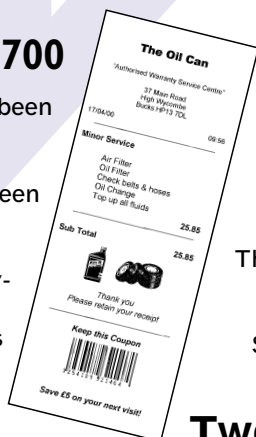 700
been
een
The Oil Can
"Authorised Warranty Service Centre"
37 Main Road
High Wycombe
Bucks HP13 7DL
17/04/00 09:56
Minor Service
Air Filter
Oil Filter
Check belts & hoses
Oil Change
Top up all fluids
25.85
Sub Total 25.85
Thank you
Please retain your receipt
Keep this Coupon
Save £5 on your next visit!
Th
s
S
Tw